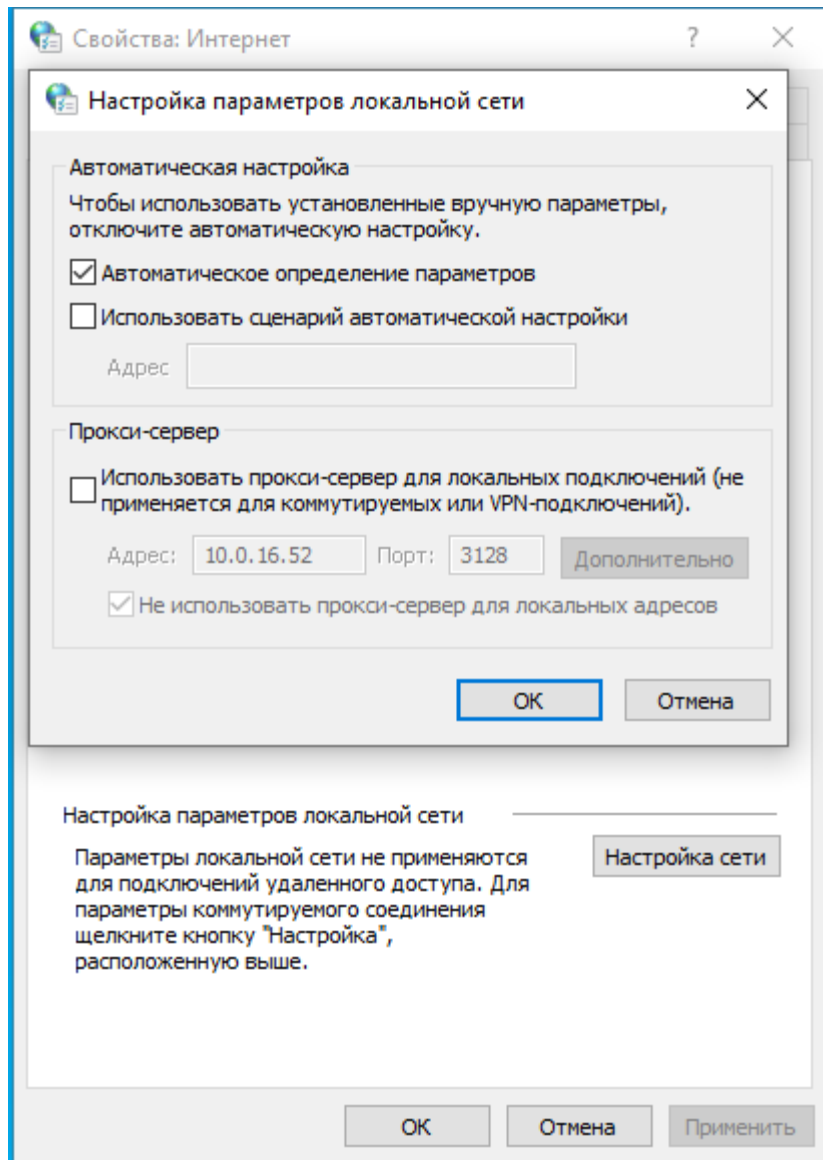 Свойства: Интернет
?
Настройка параметров локальной сети
Автоматическая настройка
Чтобы использовать установленные вручную параметры,
отключите автоматическую настройку.
Автоматическое определение параметров
Использовать сценарий автоматической настройки
Адрес
Прокси-сервер
Использовать прокси-сервер для локальных подключений (не
применяется для коммутируемых или VPN-подключений).
Адрес: 10.0.16.52 Порт: 3128 Дополнительно
Не использовать прокси-сервер для локальных адресов
ОК Отмена
Настройка параметров локальной сети
Параметры локальной сети не применяются
для подключений удаленного доступа. Для
параметры коммутируемого соединения
щелкните кнопку "Настройка",
расположенную выше.
Настройка сети
ОК Отмена Применить